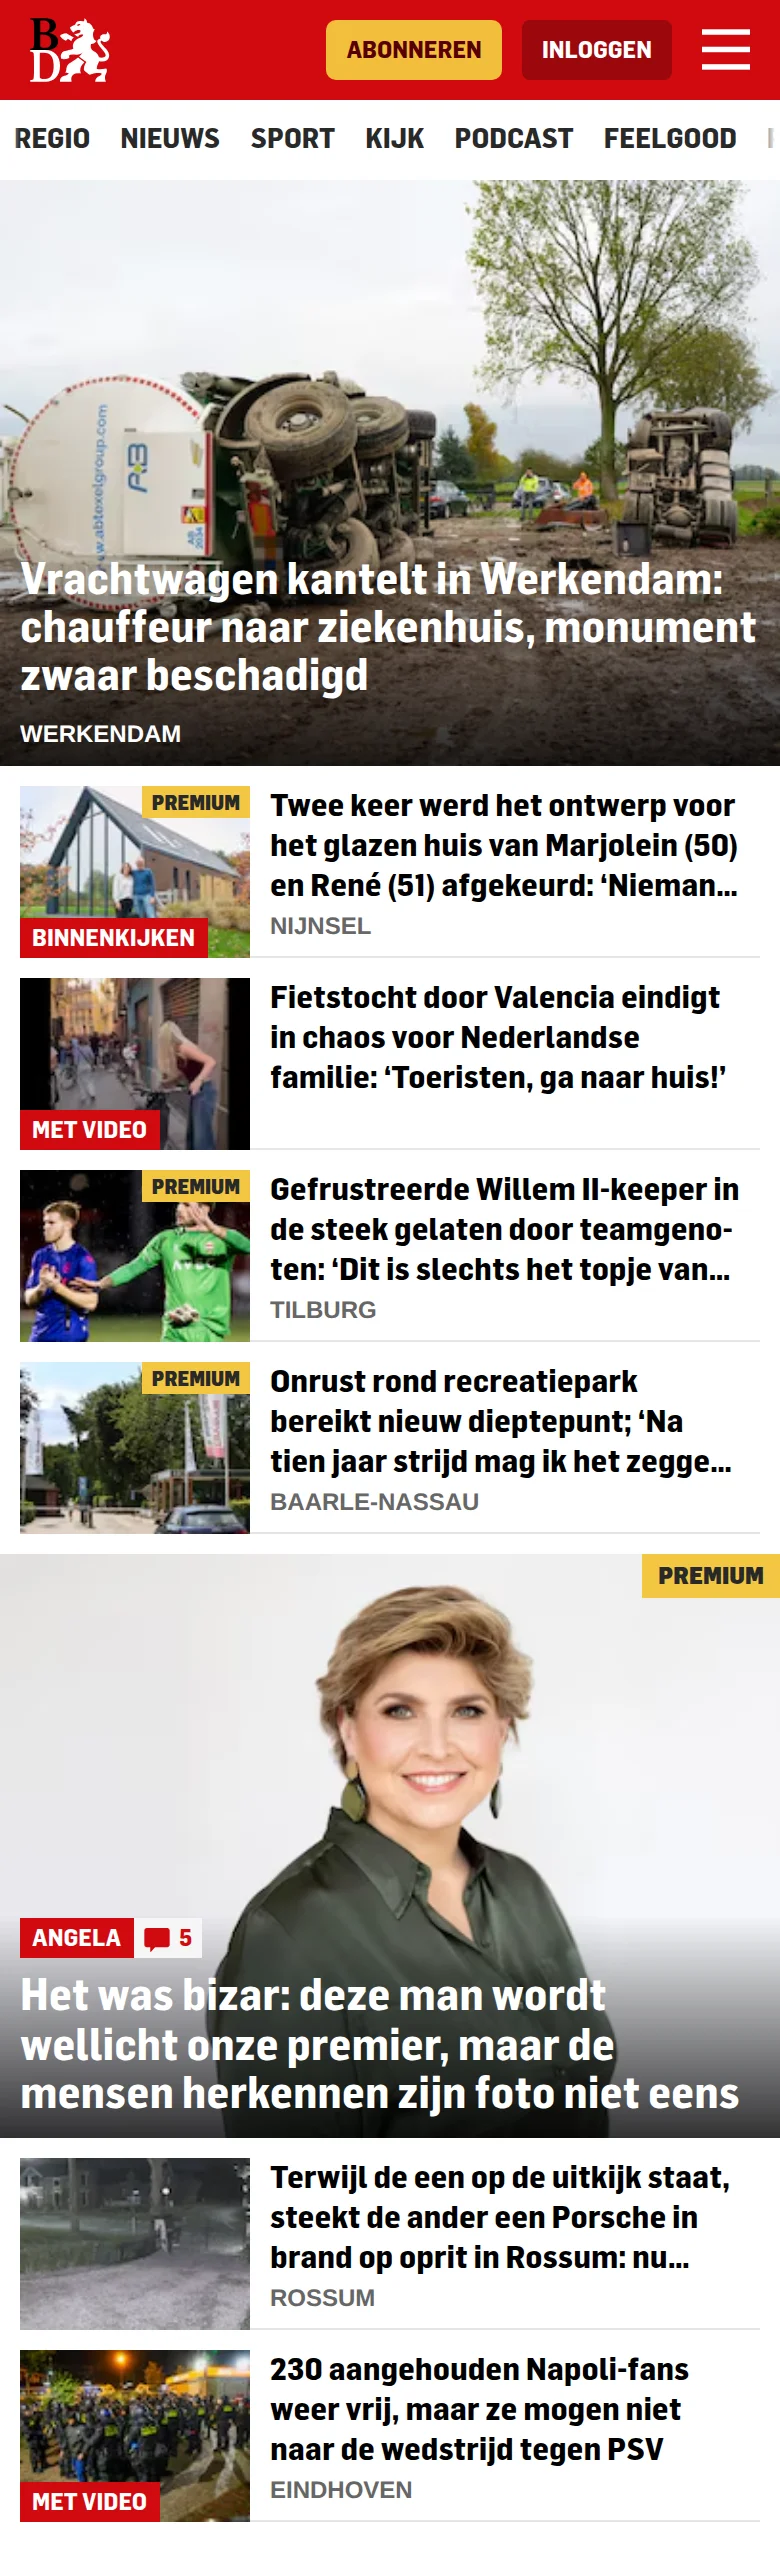 BD
ABONNEREN
INLOGGEN
REGIO NIEUWS SPORT KIJK PODCAST FEELGOOD
www.abtexelgroup.com
AB
Vrachtwagen kantelt in Werkendam:
chauffeur naar ziekenhuis, monument
zwaar beschadigd
WERKENDAM
PREMIUM
BINNENKIJKEN
Twee keer werd het ontwerp voor
het glazen huis van Marjolein (50)
en René (51) afgekeurd: ‘Nieman...
NIJNSEL
MET VIDEO
Fietstocht door Valencia eindigt
in chaos voor Nederlandse
familie: ‘Toeristen, ga naar huis!’
PREMIUM
Gefrustreerde Willem II-keeper in
de steek gelaten door teamgeno-
ten: ‘Dit is slechts het topje van...
TILBURG
PREMIUM
Onrust rond recreatiepark
bereikt nieuw dieptepunt; ‘Na
tien jaar strijd mag ik het zegge...
BAARLE-NASSAU
PREMIUM
ANGELA 5
Het was bizar: deze man wordt
wellicht onze premier, maar de
mensen herkennen zijn foto niet eens
Terwijl de een op de uitkijk staat,
steekt de ander een Porsche in
brand op oprit in Rossum: nu...
ROSSUM
MET VIDEO
230 aangehouden Napoli-fans
weer vrij, maar ze mogen niet
naar de wedstrijd tegen PSV
EINDHOVEN